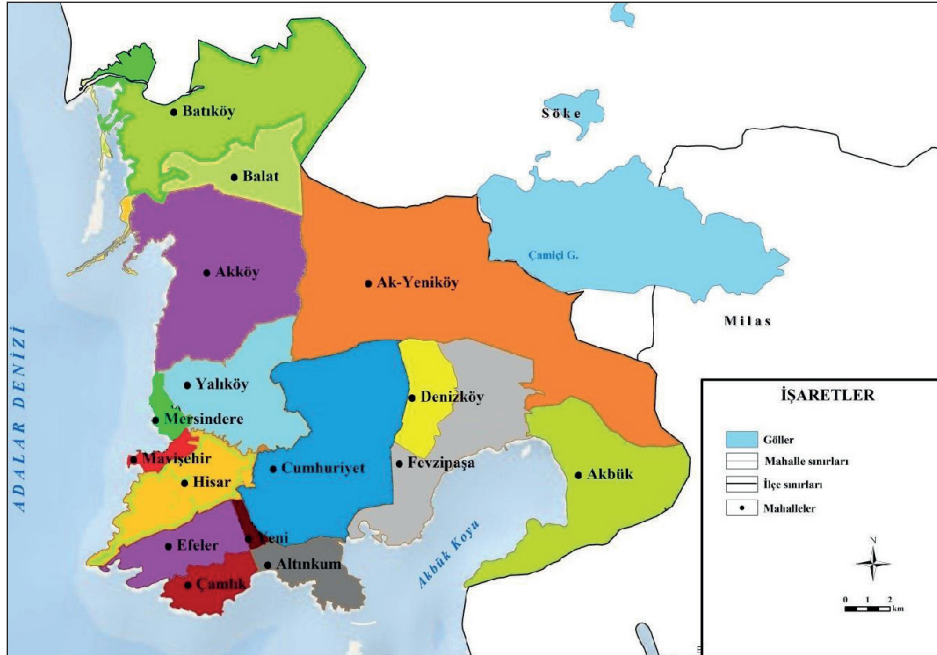 Batıköy
Söke
Balat
Çamiçi G.
Akköy
Ak-Yeniköy
Milas
ADALAR DENİZİ
Yalıköy
Denizköy
Mersindere
Mavişehir
Hisar
Cumhuriyet
Fevzipaşa
Akbük
Yeni
Efeler
Altınkum
Çamlık
Akbük Koyu
İŞARETLER
Göller
Mahalle sınırları
İlçe sınırları
Mahalleler
N
0 1 2
km